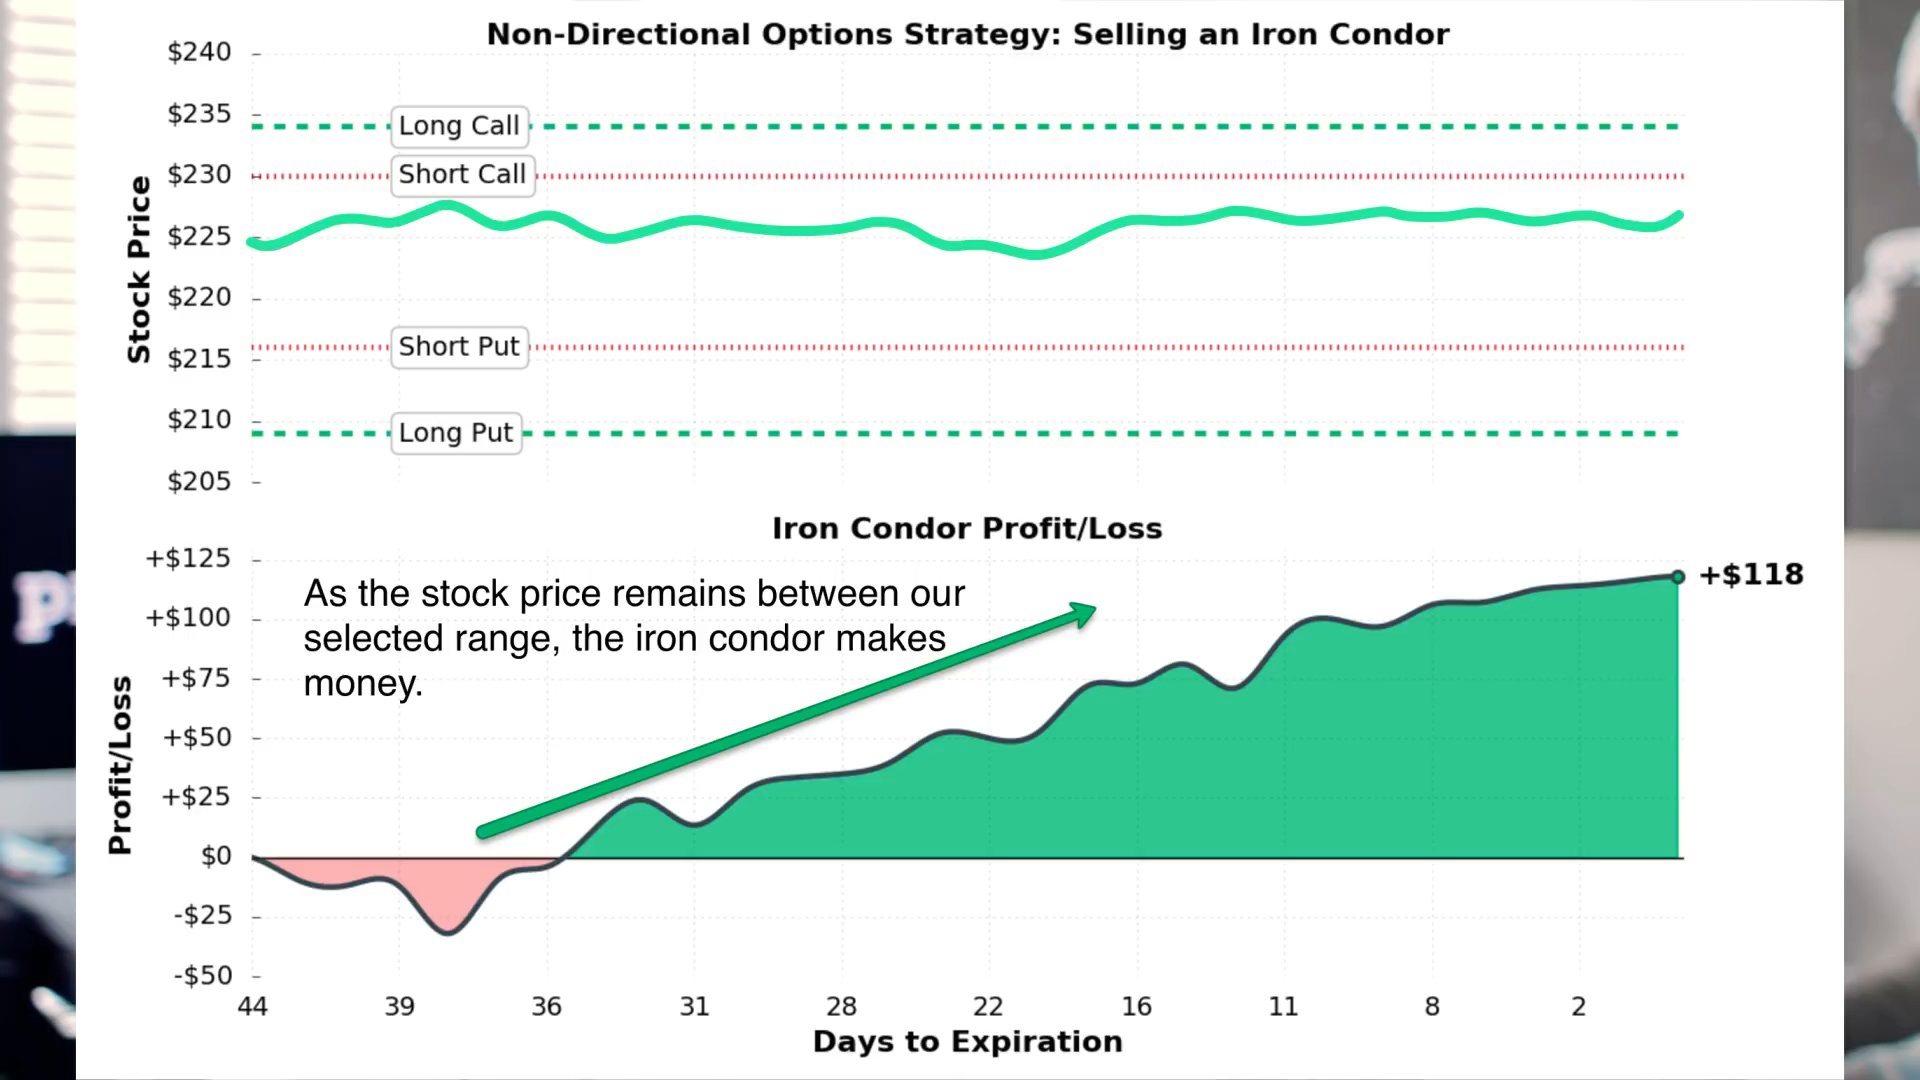 Non-Directional Options Strategy: Selling an Iron Condor
$240
$235
$230
$225
$220
$215
$210
$205
Stock Price
Long Call
Short Call
Short Put
Long Put
Iron Condor Profit/Loss
+$125
+$100
+$75
+$50
+$25
$0
-$25
-$50
Profit/Loss
As the stock price remains between our
selected range, the iron condor makes
money.
+$118
44 39 36 31 28 22 16 11 8 2
Days to Expiration